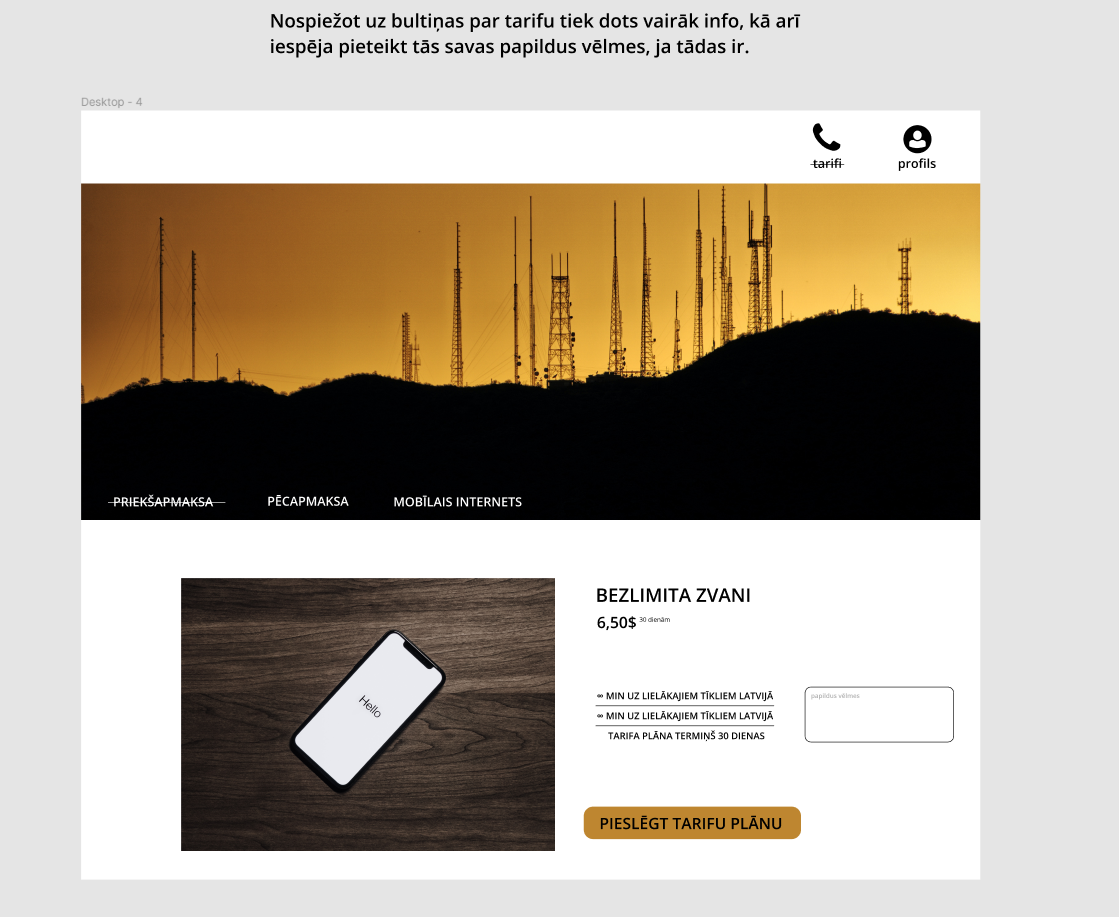 Nospiežot uz bultiņas par tarifu tiek dots vairāk info, kā arī
iespēja pieteikt tās savas papildus vēlmes, ja tādas ir.
Desktop - 4
tarifi
profils
PRIEKŠAPMAKSA
PĒCAPMAKSA
MOBĪLAIS INTERNETS
Hello
BEZLIMITA ZVANI
6,50$ 30 dienām
∞ MIN UZ LIELĀKAJIEM TĪKLIEM LATVIJĀ
papildus vēlmes
∞ MIN UZ LIELĀKAJIEM TĪKLIEM LATVIJĀ
TARIFA PLĀNA TERMIŅŠ 30 DIENAS
PIESLĒGT TARIFU PLĀNU